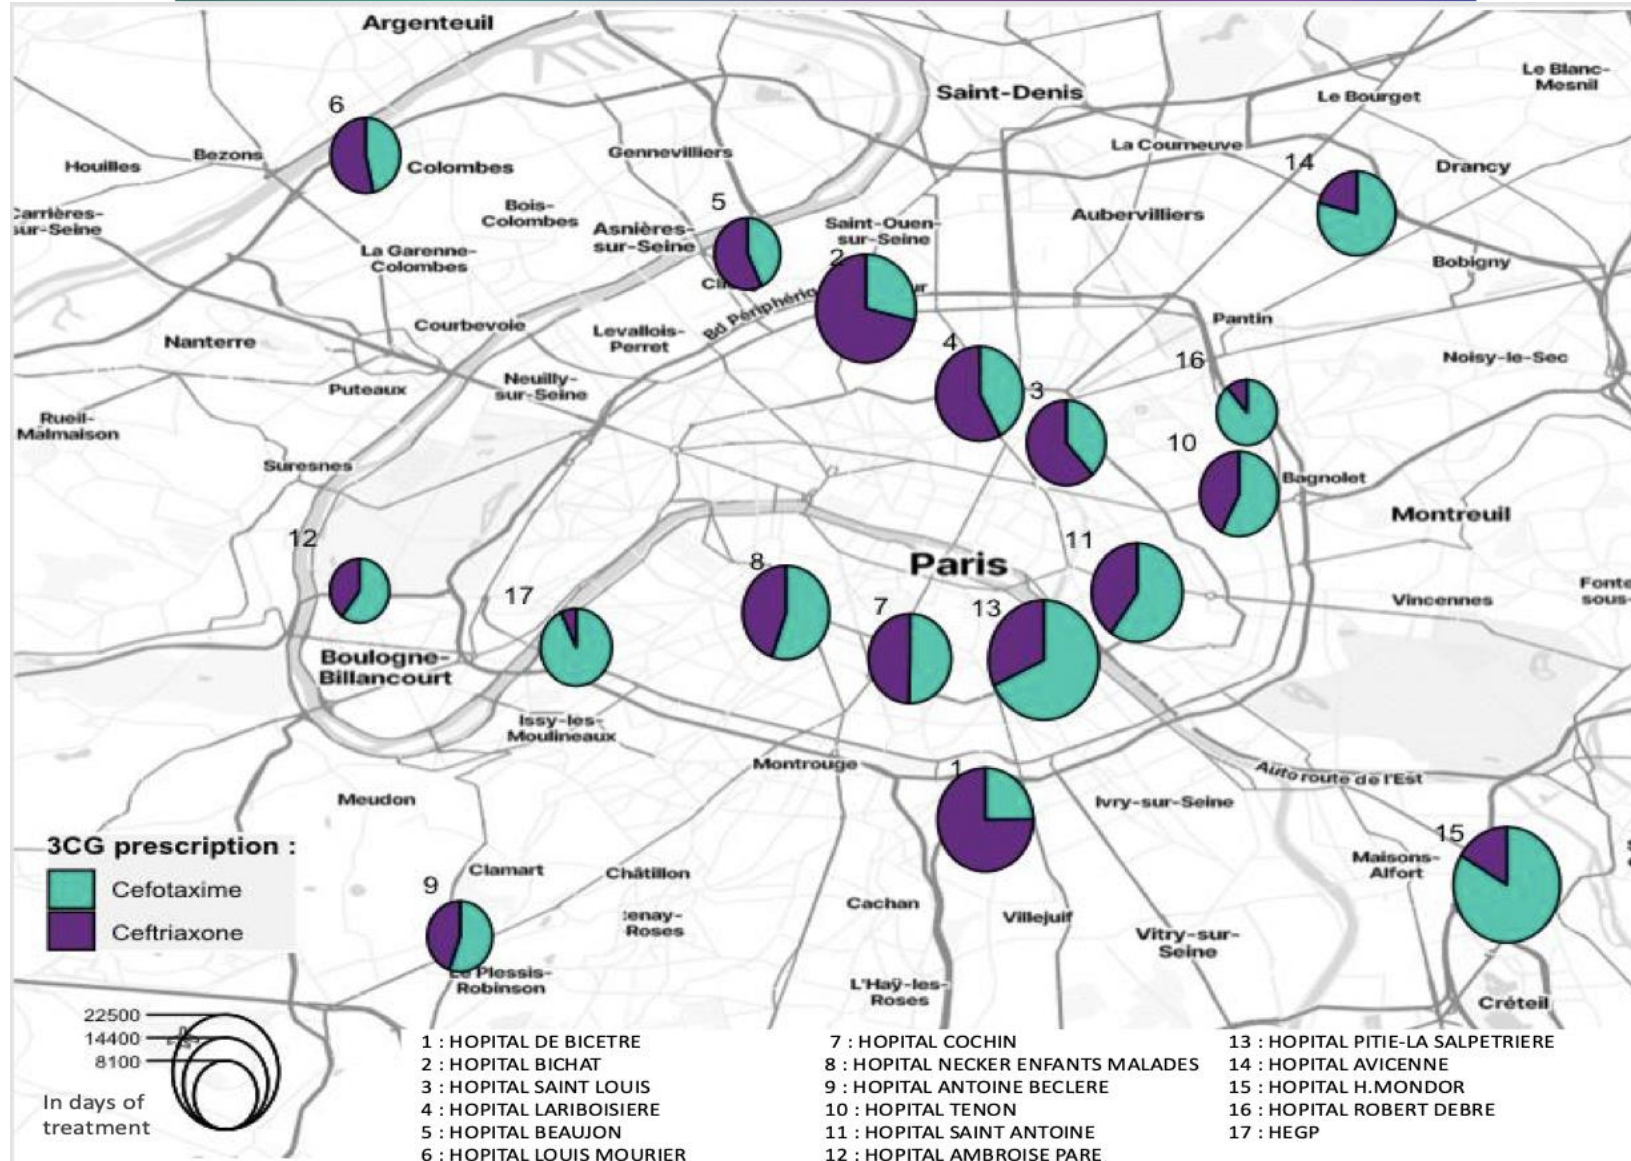 Argenteuil
Saint-Denis
Le Blanc-
Mesnil
Le Bourget
6
Houilles
Bezons
Colombes
Gennevilliers
La Courneuve
14
Drancy
Carrières-
sur-Seine
Bois-
Colombes
5
Asnières-
sur-Seine
Saint-Ouen-
sur-Seine
Aubervilliers
La Garenne-
Colombes
2
Bobigny
Bd Périphériq
Nanterre
Courbevoie
Levallois-
Perret
4
Pantin
16
Noisy-le-Sec
Puteaux
Neuilly-
sur-Seine
3
Rueil-
Malmaison
10
Suresnes
Bagnolet
Montreuil
12
8
Paris
11
17
7
13
Vincennes
Boulogne-
Billancourt
Issy-les-
Moulineaux
Montrouge
1
Autoroute de l'Est
Meudon
Ivry-sur-Seine
15
3CG prescription :
Cefotaxime
Ceftriaxone
9
Clamart
Châtillon
Maisons-
Alfort
Cachan
Villejuif
enay-
Roses
Vitry-sur-
Seine
Le Plessis-
Robinson
L'Haÿ-les-
Roses
Créteil
22500
14400
8100
In days of
treatment
1 : HOPITAL DE BICETRE
2 : HOPITAL BICHAT
3 : HOPITAL SAINT LOUIS
4 : HOPITAL LARIBOISIERE
5 : HOPITAL BEAUJON
6 : HOPITAL LOUIS MOURIER
7 : HOPITAL COCHIN
8 : HOPITAL NECKER ENFANTS MALADES
9 : HOPITAL ANTOINE BECLERE
10 : HOPITAL TENON
11 : HOPITAL SAINT ANTOINE
12 : HOPITAL AMBROISE PARE
13 : HOPITAL PITIE-LA SALPETRIERE
14 : HOPITAL AVICENNE
15 : HOPITAL H.MONDOR
16 : HOPITAL ROBERT DEBRE
17 : HEGP